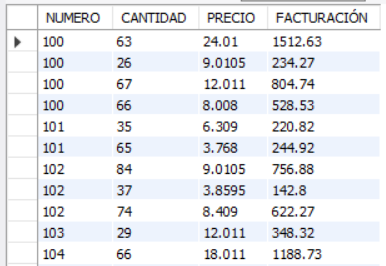 NUMERO CANTIDAD PRECIO FACTURACIÓN
100 63 24.01 1512.63
100 26 9.0105 234.27
100 67 12.011 804.74
100 66 8.008 528.53
101 35 6.309 220.82
101 65 3.768 244.92
102 84 9.0105 756.88
102 37 3.8595 142.8
102 74 8.409 622.27
103 29 12.011 348.32
104 66 18.011 1188.73